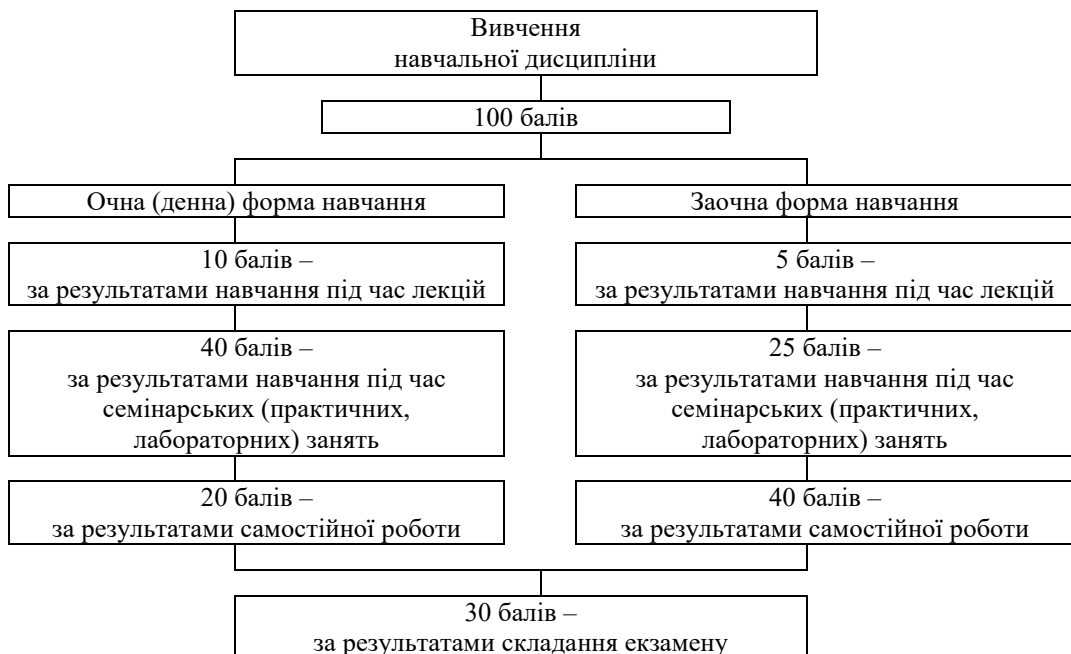 Вивчення
навчальної дисципліни
100 балів
Очна (денна) форма навчання
Заочна форма навчання
10 балів –
за результатами навчання під час лекцій
5 балів –
за результатами навчання під час лекцій
40 балів –
за результатами навчання під час
семінарських (практичних,
лабораторних) занять
25 балів –
за результатами навчання під час
семінарських (практичних,
лабораторних) занять
20 балів –
за результатами самостійної роботи
40 балів –
за результатами самостійної роботи
30 балів –
за результатами складання екзамену